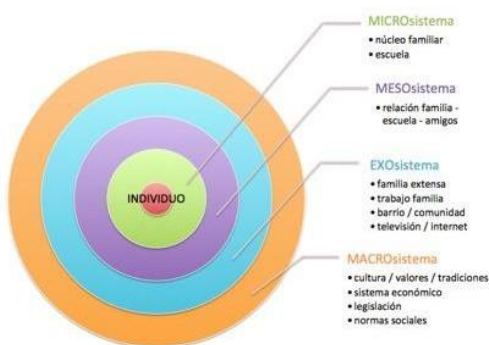 MICROsistema
• núcleo familiar
• escuela
MESOsistema
• relación familia -
escuela - amigos
INDIVIDUO
EXOsistema
• familia extensa
• trabajo familia
• barrio / comunidad
• televisión / internet
MACROsistema
• cultura / valores / tradiciones
• sistema económico
• legislación
• normas sociales